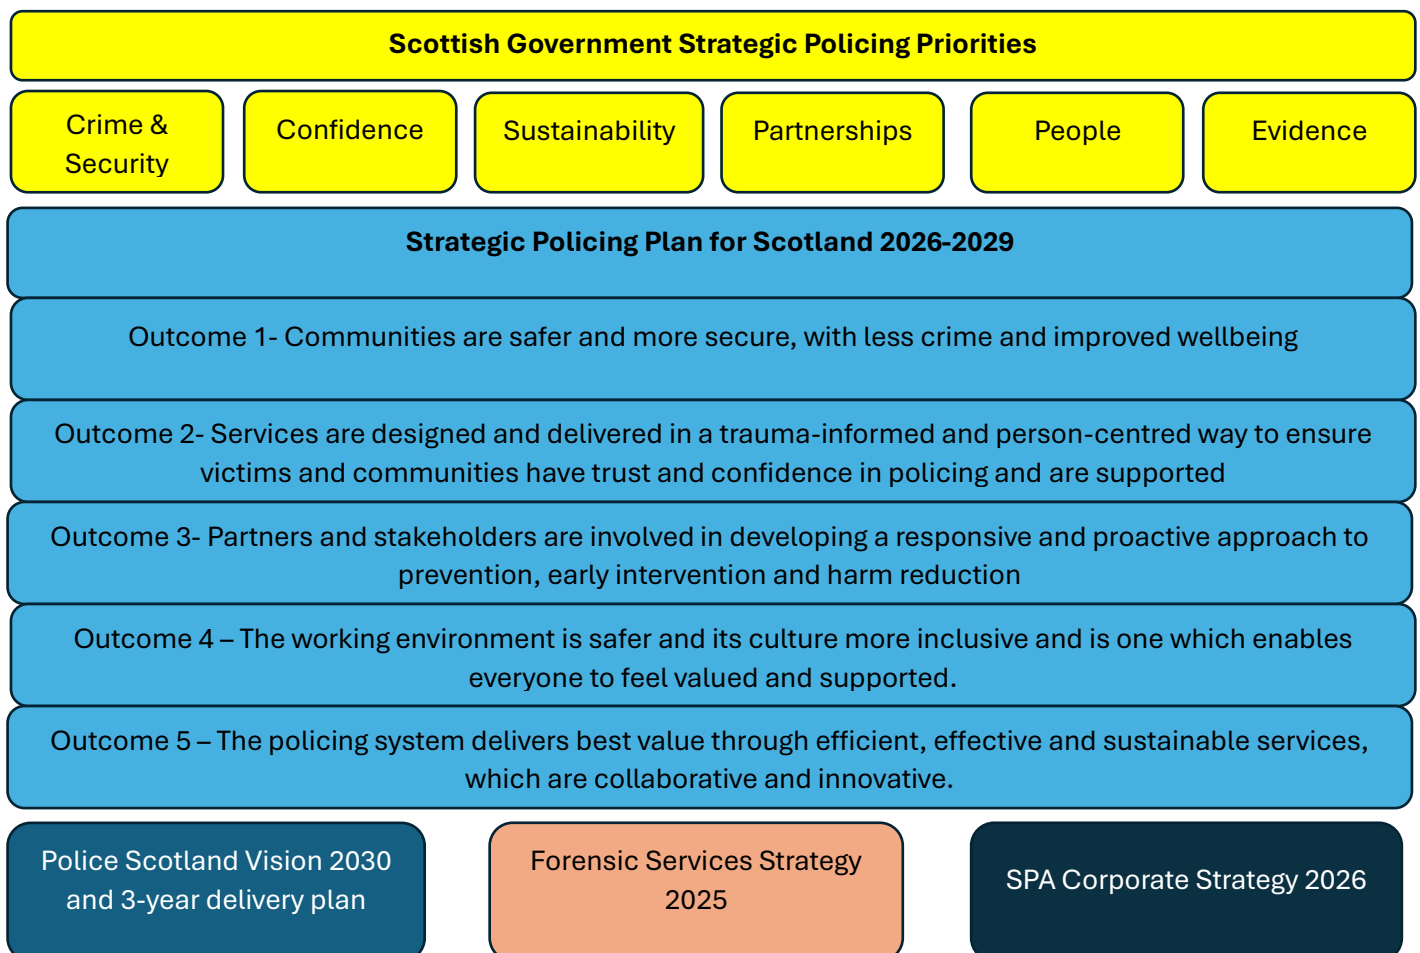 Scottish Government Strategic Policing Priorities
Crime &
Security
Confidence
Sustainability
Partnerships
People
Evidence
Strategic Policing Plan for Scotland 2026-2029
Outcome 1- Communities are safer and more secure, with less crime and improved wellbeing
Outcome 2- Services are designed and delivered in a trauma-informed and person-centred way to ensure
victims and communities have trust and confidence in policing and are supported
Outcome 3- Partners and stakeholders are involved in developing a responsive and proactive approach to
prevention, early intervention and harm reduction
Outcome 4 – The working environment is safer and its culture more inclusive and is one which enables
everyone to feel valued and supported.
Outcome 5 – The policing system delivers best value through efficient, effective and sustainable services,
which are collaborative and innovative.
Police Scotland Vision 2030
and 3-year delivery plan
Forensic Services Strategy
2025
SPA Corporate Strategy 2026